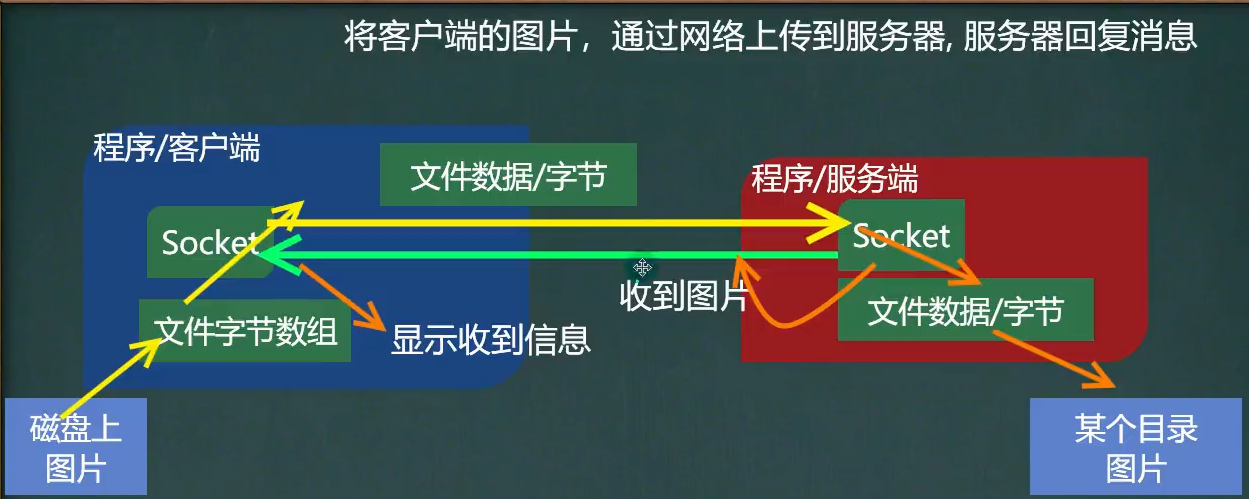 将客户端的图片，通过网络上传到服务器, 服务器回复消息
程序/客户端
文件数据/字节
程序/服务端
Socket
Socket
收到图片
文件数据/字节
文件字节数组
显示收到信息
磁盘上
图片
某个目录
图片